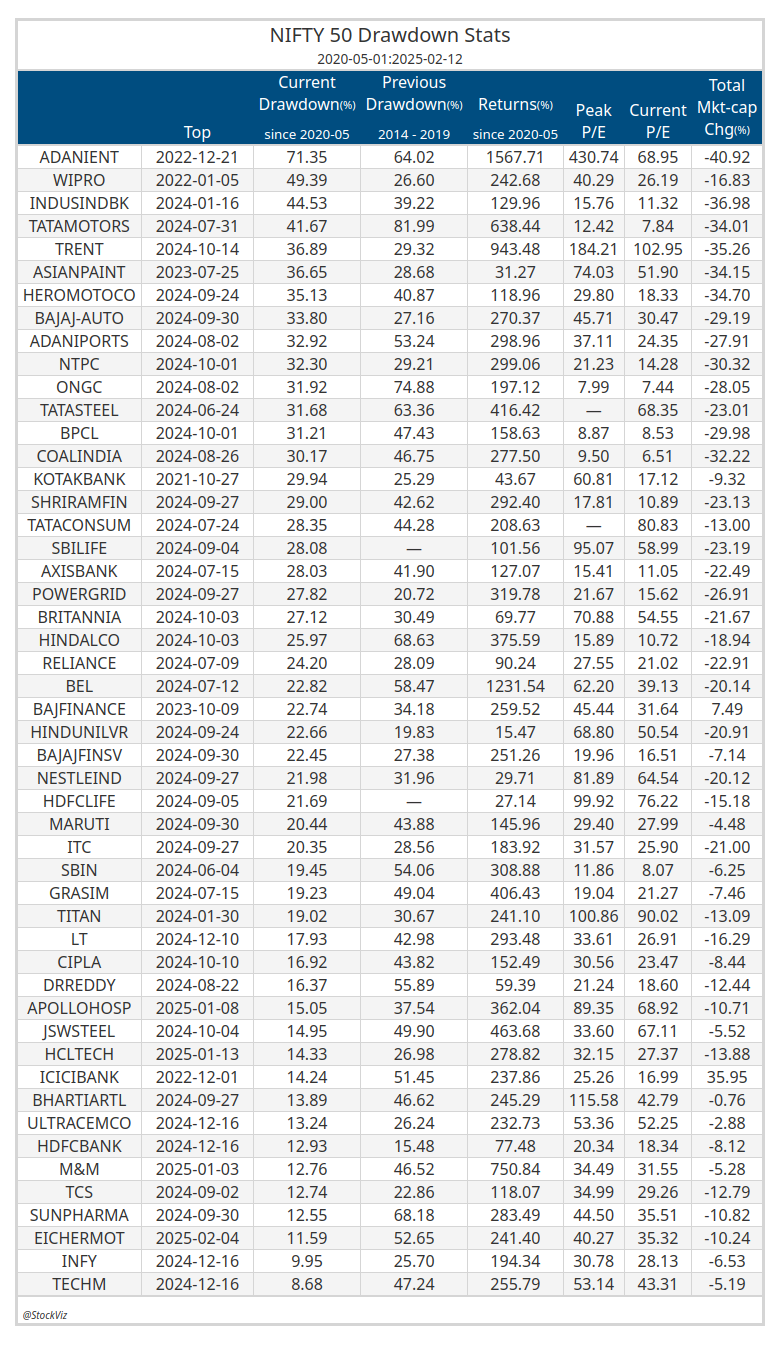 NIFTY 50 Drawdown Stats
2020-05-01:2025-02-12
Top Current Drawdown(%) since 2020-05 Previous Drawdown(%) 2014 - 2019 Returns(%) since 2020-05 Peak P/E Current P/E Total Mkt-cap Chg(%)
ADANIENT 2022-12-21 71.35 64.02 1567.71 430.74 68.95 -40.92
WIPRO 2022-01-05 49.39 26.60 242.68 40.29 26.19 -16.83
INDUSINDBK 2024-01-16 44.53 39.22 129.96 15.76 11.32 -36.98
TATAMOTORS 2024-07-31 41.67 81.99 638.44 12.42 7.84 -34.01
TRENT 2024-10-14 36.89 29.32 943.48 184.21 102.95 -35.26
ASIANPAINT 2023-07-25 36.65 28.68 31.27 74.03 51.90 -34.15
HEROMOTOCO 2024-09-24 35.13 40.87 118.96 29.80 18.33 -34.70
BAJAJ-AUTO 2024-09-30 33.80 27.16 270.37 45.71 30.47 -29.19
ADANIPORTS 2024-08-02 32.92 53.24 298.96 37.11 24.35 -27.91
NTPC 2024-10-01 32.30 29.21 299.06 21.23 14.28 -30.32
ONGC 2024-08-02 31.92 74.88 197.12 7.99 7.44 -28.05
TATASTEEL 2024-06-24 31.68 63.36 416.42 — 68.35 -23.01
BPCL 2024-10-01 31.21 47.43 158.63 8.87 8.53 -29.98
COALINDIA 2024-08-26 30.17 46.75 277.50 9.50 6.51 -32.22
KOTAKBANK 2021-10-27 29.94 25.29 43.67 60.81 17.12 -9.32
SHRIRAMFIN 2024-09-27 29.00 42.62 292.40 17.81 10.89 -23.13
TATACONSUM 2024-07-24 28.35 44.28 208.63 — 80.83 -13.00
SBILIFE 2024-09-04 28.08 — 101.56 95.07 58.99 -23.19
AXISBANK 2024-07-15 28.03 41.90 127.07 15.41 11.05 -22.49
POWERGRID 2024-09-27 27.82 20.72 319.78 21.67 15.62 -26.91
BRITANNIA 2024-10-03 27.12 30.49 69.77 70.88 54.55 -21.67
HINDALCO 2024-10-03 25.97 68.63 375.59 15.89 10.72 -18.94
RELIANCE 2024-07-09 24.20 28.09 90.24 27.55 21.02 -22.91
BEL 2024-07-12 22.82 58.47 1231.54 62.20 39.13 -20.14
BAJFINANCE 2023-10-09 22.74 34.18 259.52 45.44 31.64 7.49
HINDUNILVR 2024-09-24 22.66 19.83 15.47 68.80 50.54 -20.91
BAJAJFINSV 2024-09-30 22.45 27.38 251.26 19.96 16.51 -7.14
NESTLEIND 2024-09-27 21.98 31.96 29.71 81.89 64.54 -20.12
HDFCLIFE 2024-09-05 21.69 — 27.14 99.92 76.22 -15.18
MARUTI 2024-09-30 20.44 43.88 145.96 29.40 27.99 -4.48
ITC 2024-09-27 20.35 28.56 183.92 31.57 25.90 -21.00
SBIN 2024-06-04 19.45 54.06 308.88 11.86 8.07 -6.25
GRASIM 2024-07-15 19.23 49.04 406.43 19.04 21.27 -7.46
TITAN 2024-01-30 19.02 30.67 241.10 100.86 90.02 -13.09
LT 2024-12-10 17.93 42.98 293.48 33.61 26.91 -16.29
CIPLA 2024-10-10 16.92 43.82 152.49 30.56 23.47 -8.44
DRREDDY 2024-08-22 16.37 55.89 59.39 21.24 18.60 -12.44
APOLLOHOSP 2025-01-08 15.05 37.54 362.04 89.35 68.92 -10.71
JSWSTEEL 2024-10-04 14.95 49.90 463.68 33.60 67.11 -5.52
HCLTECH 2025-01-13 14.33 26.98 278.82 32.15 27.37 -13.88
ICICIBANK 2022-12-01 14.24 51.45 237.86 25.26 16.99 35.95
BHARTIARTL 2024-09-27 13.89 46.62 245.29 115.58 42.79 -0.76
ULTRACEMCO 2024-12-16 13.24 26.24 232.73 53.36 52.25 -2.88
HDFCBANK 2024-12-16 12.93 15.48 77.48 20.34 18.34 -8.12
M&M 2025-01-03 12.76 46.52 750.84 34.49 31.55 -5.28
TCS 2024-09-02 12.74 22.86 118.07 34.99 29.26 -12.79
SUNPHARMA 2024-09-30 12.55 68.18 283.49 44.50 35.51 -10.82
EICHERMOT 2025-02-04 11.59 52.65 241.40 40.27 35.32 -10.24
INFY 2024-12-16 9.95 25.70 194.34 30.78 28.13 -6.53
TECHM 2024-12-16 8.68 47.24 255.79 53.14 43.31 -5.19
@StockViz